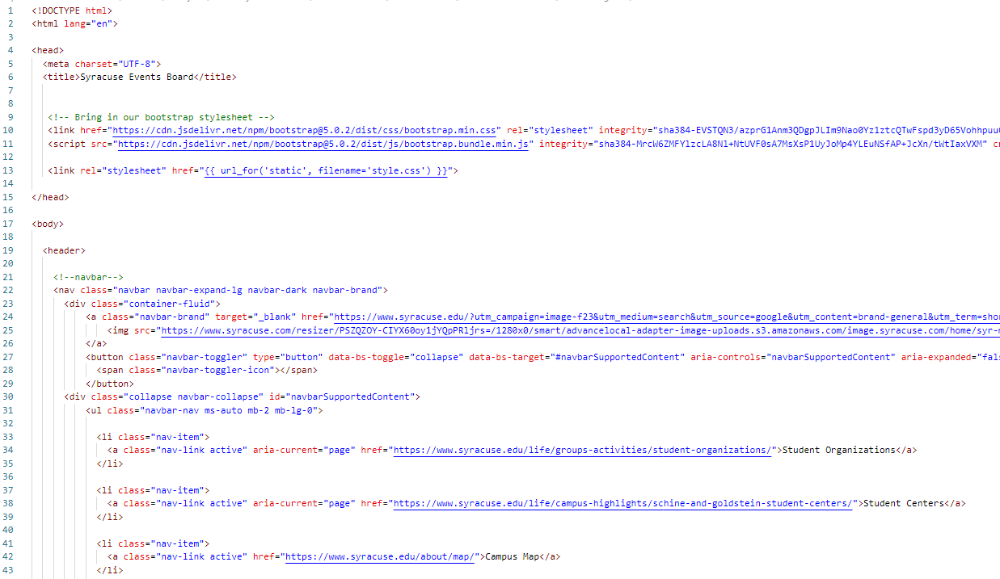 1 <!DOCTYPE html>
2 <html lang="en">
3
4 <head>
5 <meta charset="UTF-8">
6 <title>Syracuse Events Board</title>
7
8
9 <!-- Bring in our bootstrap stylesheet -->
10 <link href="https://cdn.jsdelivr.net/npm/bootstrap@5.0.2/dist/css/bootstrap.min.css" rel="stylesheet" integrity="sha384-EVSTQN3/azprG1Anm3QDgpJLIm9Nao0Yz1ztcQTwFspd3yD65VohhpuuC
11 <script src="https://cdn.jsdelivr.net/npm/bootstrap@5.0.2/dist/js/bootstrap.bundle.min.js" integrity="sha384-MrcW6ZMFYlzcLA8Nl+NtUVF0sA7MsXsP1UyJoMp4YLEuNSfAP+JcXn/tWtIaxVXM" cr
12
13 <link rel="stylesheet" href="{{ url_for('static', filename='style.css') }}">
14
15 </head>
16
17 <body>
18
19 <header>
20
21 <!--navbar-->
22 <nav class="navbar navbar-expand-lg navbar-dark navbar-brand">
23 <div class="container-fluid">
24 <a class="navbar-brand" target="_blank" href="https://www.syracuse.edu/?utm_campaign=image-f23&utm_medium=search&utm_source=google&utm_content=brand-general&utm_term=sho
25 <img src="https://www.syracuse.com/resizer/PSZQZOY-CIYX60oy1jYQpPRljrs=/1280x0/smart/advancelocal-adapter-image-uploads.s3.amazonaws.com/image.syracuse.com/home/syr-m
26 </a>
27 <button class="navbar-toggler" type="button" data-bs-toggle="collapse" data-bs-target="#navbarSupportedContent" aria-controls="navbarSupportedContent" aria-expanded="fals
28 <span class="navbar-toggler-icon"></span>
29 </button>
30 <div class="collapse navbar-collapse" id="navbarSupportedContent">
31 <ul class="navbar-nav ms-auto mb-2 mb-lg-0">
32
33 <li class="nav-item">
34 <a class="nav-link active" aria-current="page" href="https://www.syracuse.edu/life/groups-activities/student-organizations/">Student Organizations</a>
35 </li>
36
37 <li class="nav-item">
38 <a class="nav-link active" aria-current="page" href="https://www.syracuse.edu/life/campus-highlights/schine-and-goldstein-student-centers/">Student Centers</a>
39 </li>
40
41 <li class="nav-item">
42 <a class="nav-link active" href="https://www.syracuse.edu/about/map/">Campus Map</a>
43 </li>